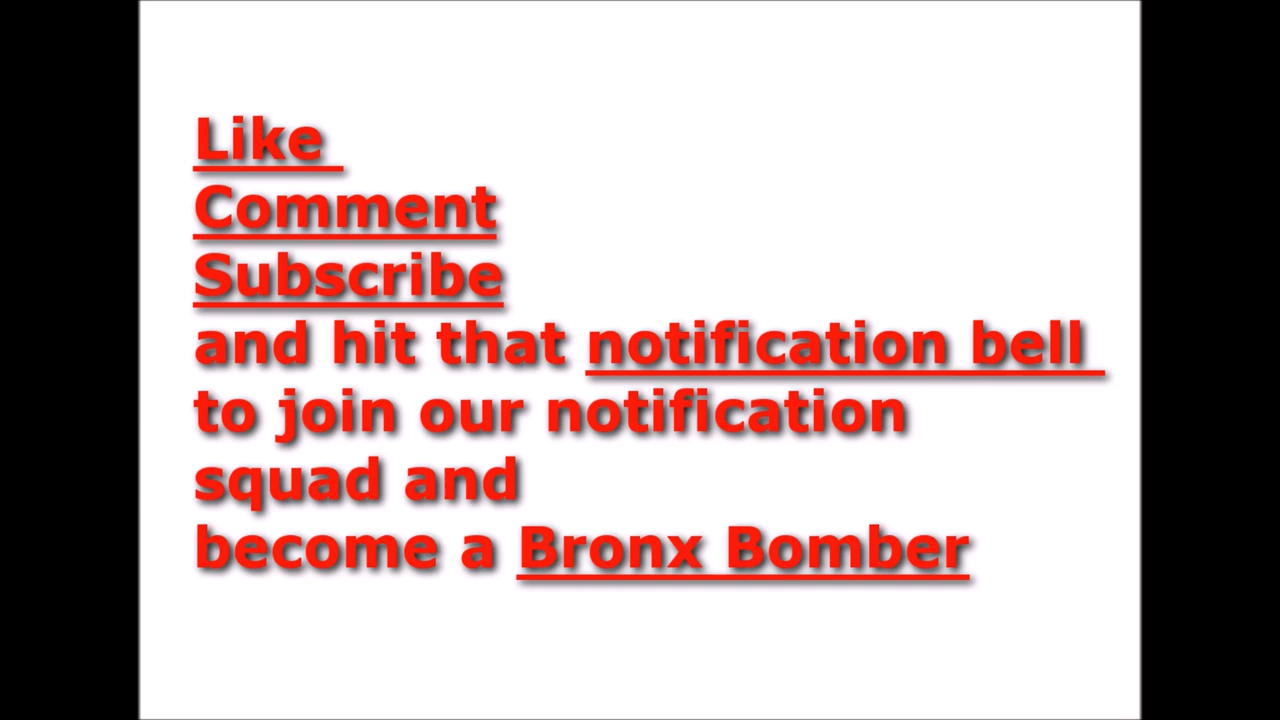 Like
Comment
Subscribe
and hit that notification bell
to join our notification
squad and
become a Bronx Bomber